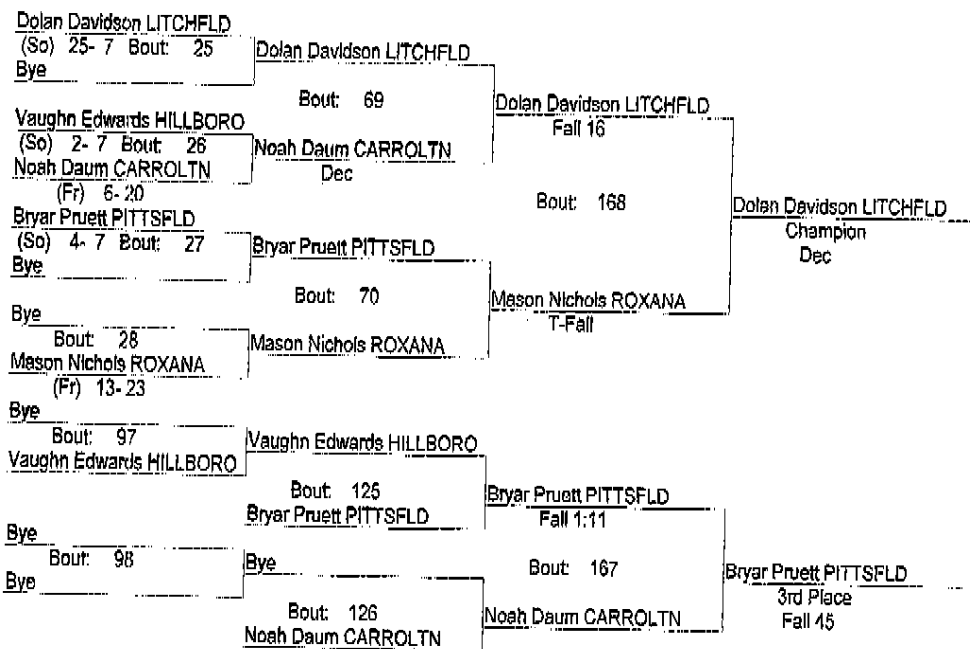 Dolan Davidson LITCHFLD
(So) 25- 7 Bout: 25
Bye
Dolan Davidson LITCHFLD
Bout: 69
Vaughn Edwards HILLBORO
(So) 2- 7 Bout: 26
Noah Daum CARROLTN
(Fr) 6- 20
Noah Daum CARROLTN
Dec
Dolan Davidson LITCHFLD
Fall 16
Bryar Pruett PITTSFLD
(So) 4- 7 Bout: 27
Bye
Bryar Pruett PITTSFLD
Bout: 70
Bye
Bout: 28
Mason Nichols ROXANA
(Fr) 13- 23
Mason Nichols ROXANA
Mason Nichols ROXANA
T-Fall
Bout: 168
Dolan Davidson LITCHFLD
Champion
Dec
Bye
Bout: 97
Vaughn Edwards HILLBORO
Vaughn Edwards HILLBORO
Bout: 125
Bryar Pruett PITTSFLD
Bryar Pruett PITTSFLD
Fall 1:11
Bye
Bout: 98
Bye
Bye
Bout: 126
Noah Daum CARROLTN
Bout: 167
Noah Daum CARROLTN
Bryar Pruett PITTSFLD
3rd Place
Fall 45